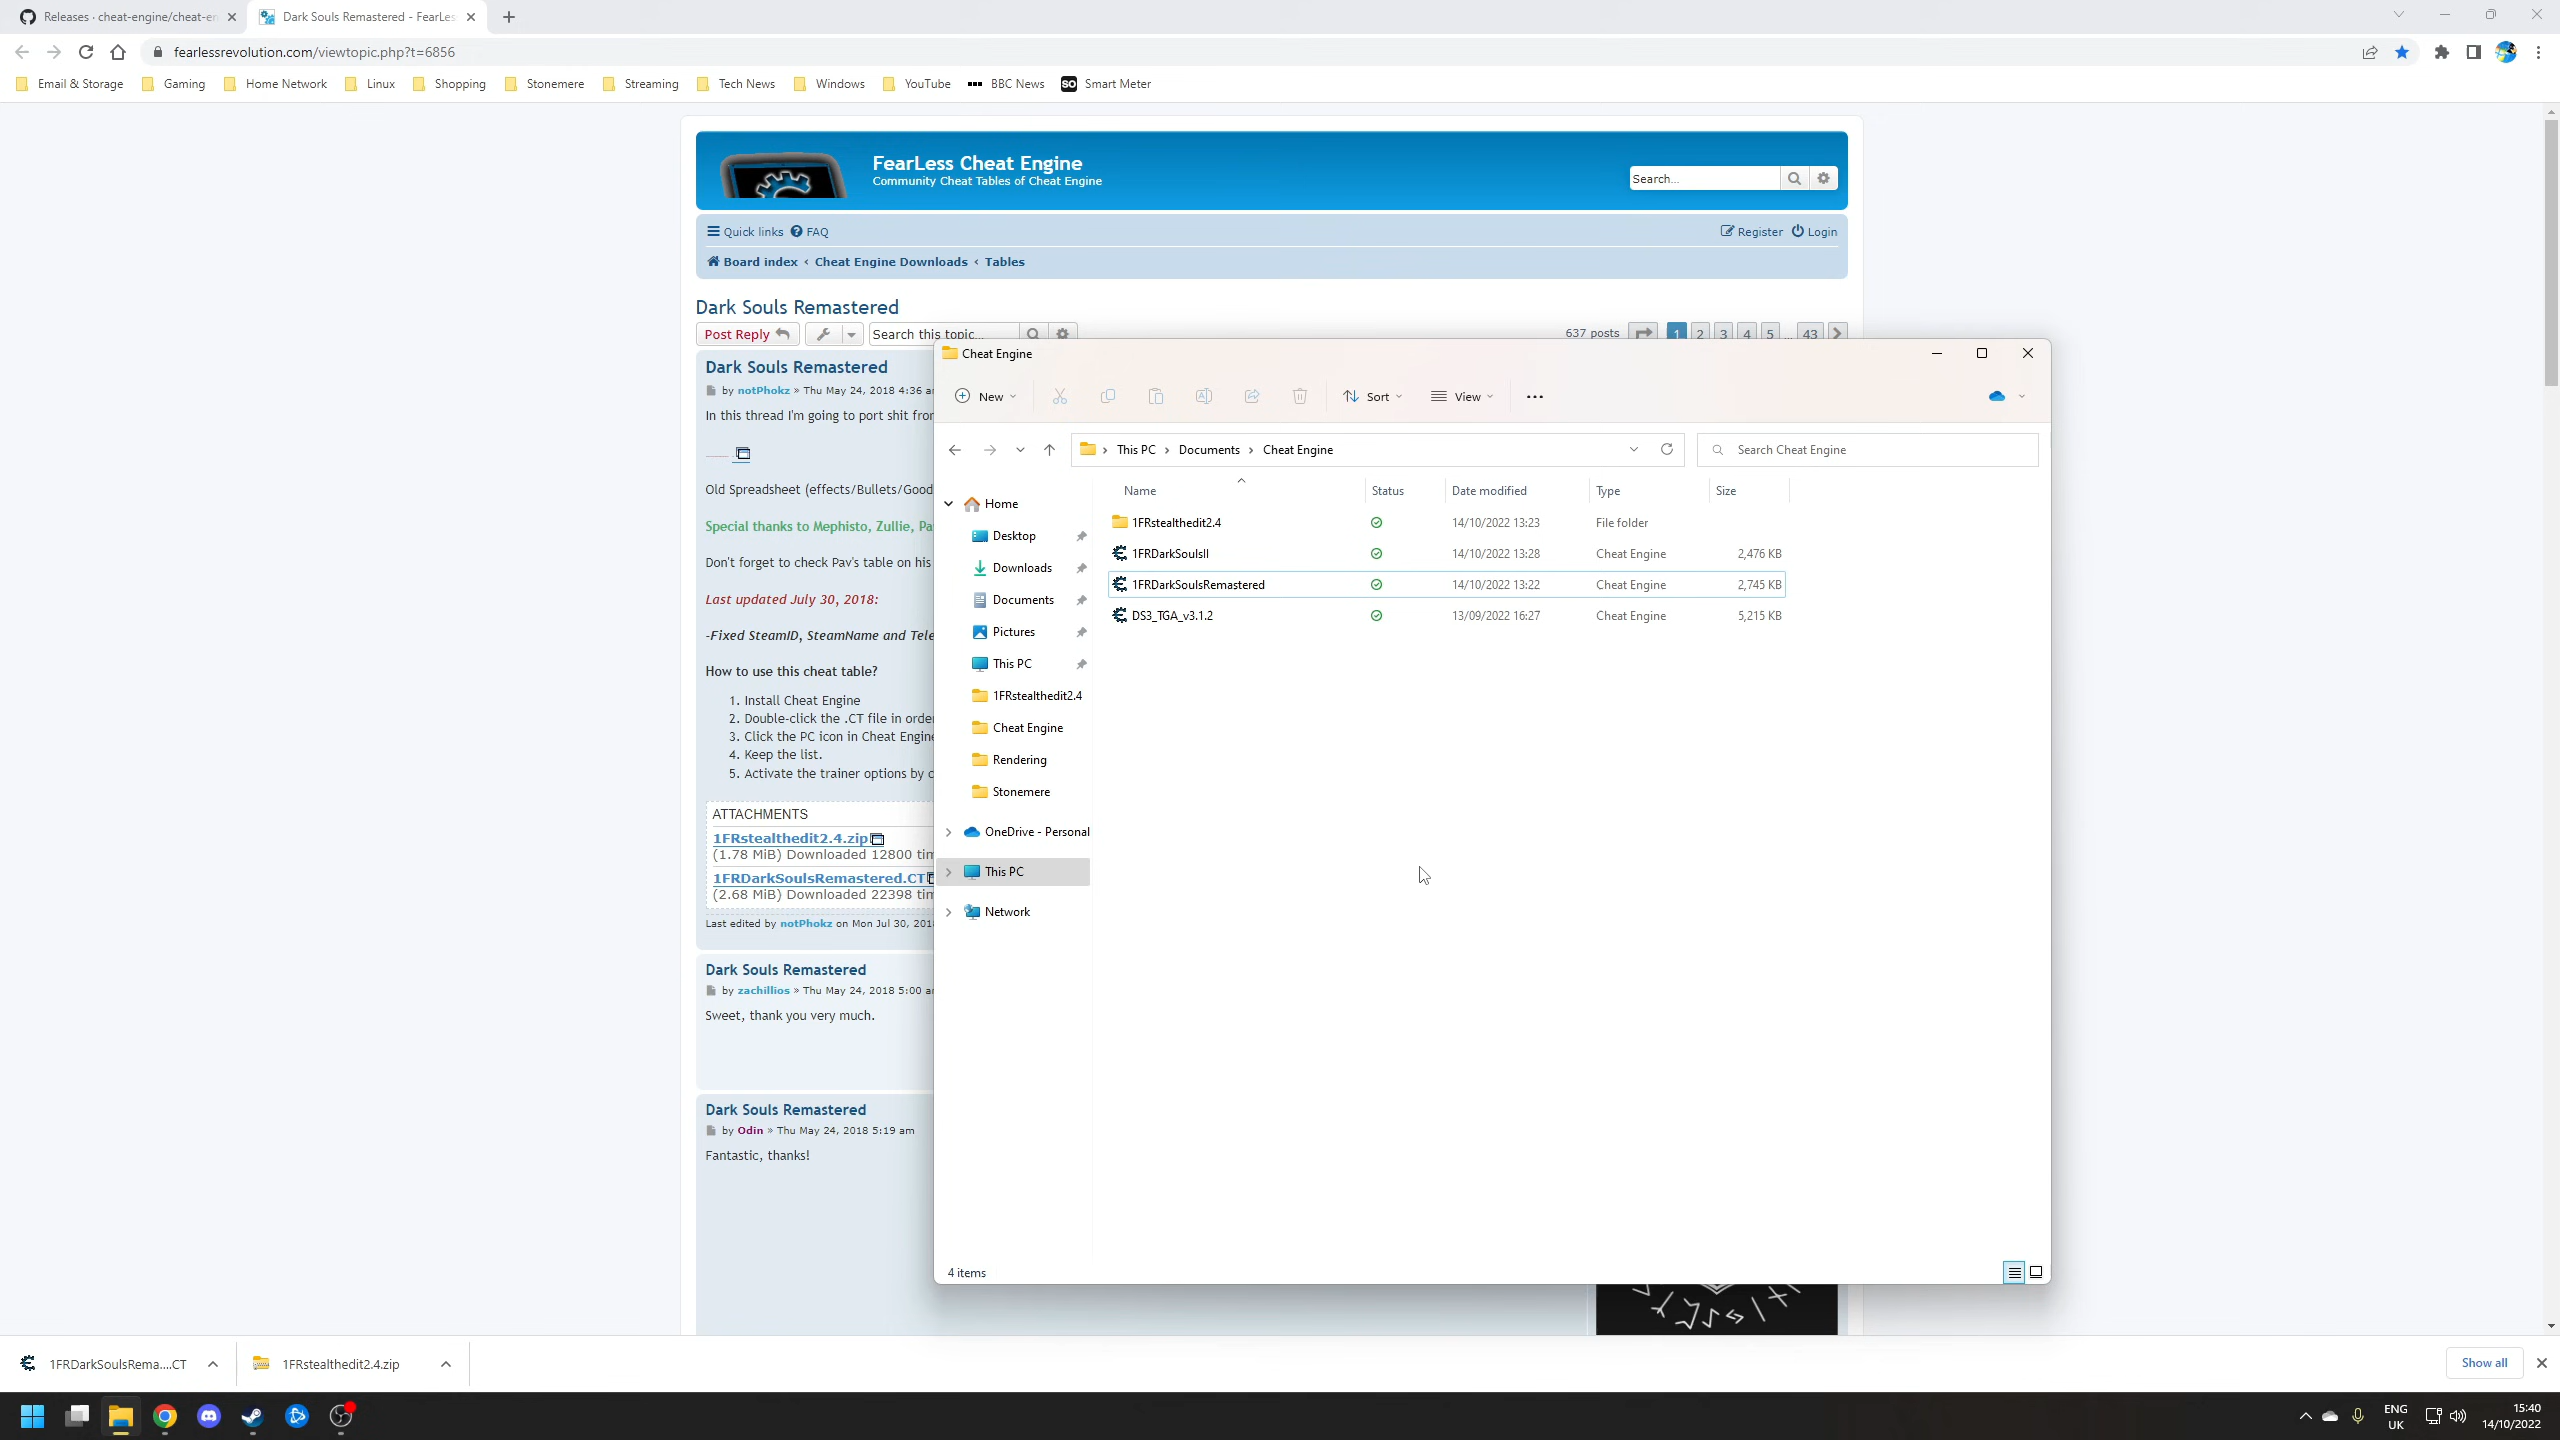 Releases · cheat-engine/cheat-en
Dark Souls Remastered - FearLes
fearlessrevolution.com/viewtopic.php?t=6856
Email & Storage
Gaming
Home Network
Linux
Shopping
Stonemere
Streaming
Tech News
Windows
YouTube
BBC News
Smart Meter
FearLess Cheat Engine
Community Cheat Tables of Cheat Engine
Search...
Quick links
FAQ
Register
Login
Board index ‹ Cheat Engine Downloads ‹ Tables
Dark Souls Remastered
Post Reply
Search this topic...
637 posts
1 2 3 4 5 ... 43
Dark Souls Remastered
by notPhokz » Thu May 24, 2018 4:36 am
In this thread I'm going to port shit from
Old Spreadsheet (effects/Bullets/Good
Special thanks to Mephisto, Zullie, Pa
Don't forget to check Pav's table on his
Last updated July 30, 2018:
-Fixed SteamID, SteamName and Tele
How to use this cheat table?
1. Install Cheat Engine
2. Double-click the .CT file in order
3. Click the PC icon in Cheat Engine
4. Keep the list.
5. Activate the trainer options by c
ATTACHMENTS
1FRstealthedit2.4.zip
(1.78 MiB) Downloaded 12800 tim
1FRDarkSoulsRemastered.CT
(2.68 MiB) Downloaded 22398 tim
Last edited by notPhokz on Mon Jul 30, 2018
Dark Souls Remastered
by zachillios » Thu May 24, 2018 5:00 am
Sweet, thank you very much.
Dark Souls Remastered
by Odin » Thu May 24, 2018 5:19 am
Fantastic, thanks!
Cheat Engine
New
Sort
View
This PC › Documents › Cheat Engine
Search Cheat Engine
Home
Desktop
Downloads
Documents
Pictures
This PC
1FRstealthedit2.4
Cheat Engine
Rendering
Stonemere
OneDrive - Personal
This PC
Network
Name Status Date modified Type Size
1FRstealthedit2.4 14/10/2022 13:23 File folder
1FRDarkSoulsII 14/10/2022 13:28 Cheat Engine 2,476 KB
1FRDarkSoulsRemastered 14/10/2022 13:22 Cheat Engine 2,745 KB
DS3_TGA_v3.1.2 13/09/2022 16:27 Cheat Engine 5,215 KB
4 items
1FRDarkSoulsRema....CT
1FRstealthedit2.4.zip
Show all
ENG
UK
15:40
14/10/2022